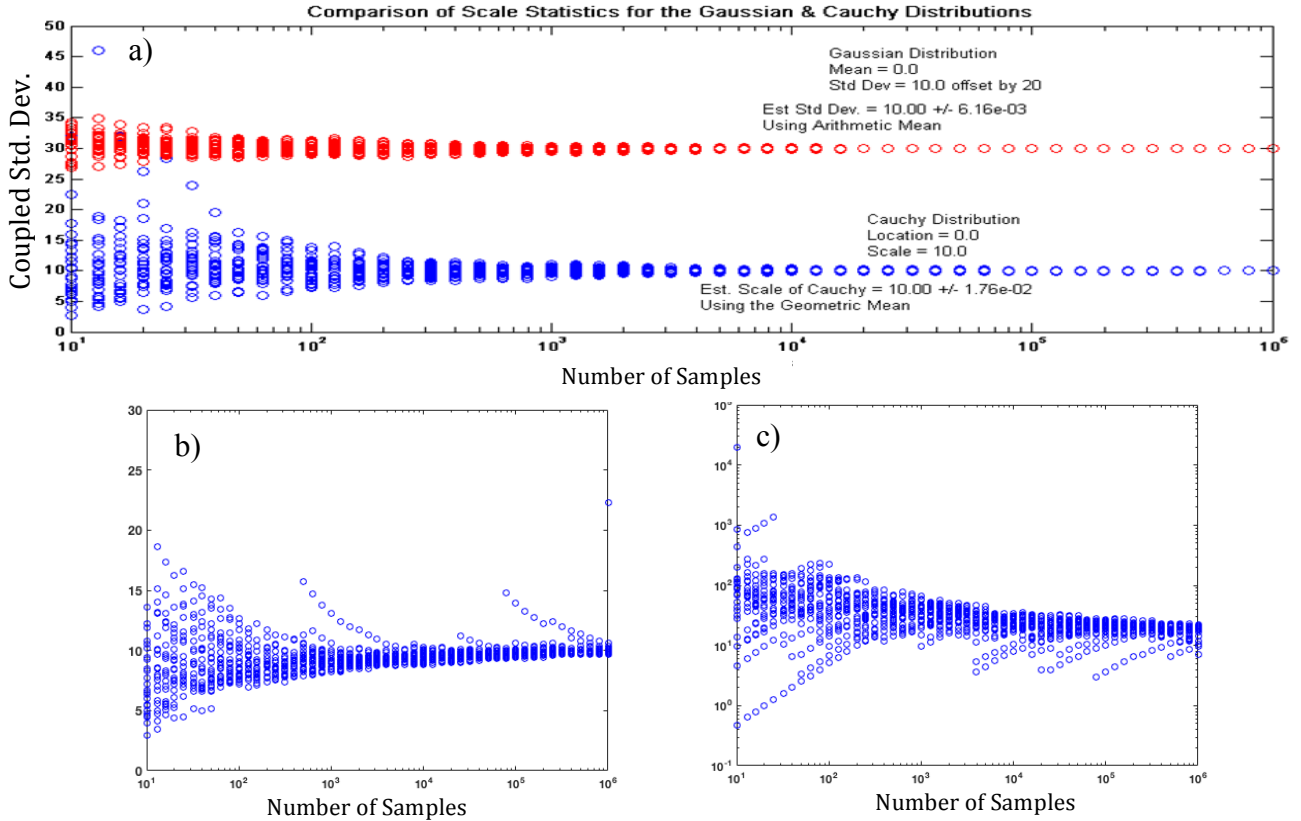 Comparison of Scale Statistics for the Gaussian & Cauchy Distributions
a)
50
45
40
35
30
25
20
15
10
5
0
Coupled Std. Dev.
Gaussian Distribution
Mean = 0.0
Std Dev = 10.0 offset by 20
Est Std Dev. = 10.00 +/- 6.16e-03
Using Arithmetic Mean
Cauchy Distribution
Location = 0.0
Scale = 10.0
Est. Scale of Cauchy = 10.00 +/- 1.76e-02
Using the Geometric Mean
10^1 10^2 10^3 10^4 10^5 10^6
Number of Samples
b)
30
25
20
15
10
5
0
10^1 10^2 10^3 10^4 10^5 10^6
Number of Samples
c)
10^5
10^4
10^3
10^2
10^1
10^0
10^-1
10^1 10^2 10^3 10^4 10^5 10^6
Number of Samples